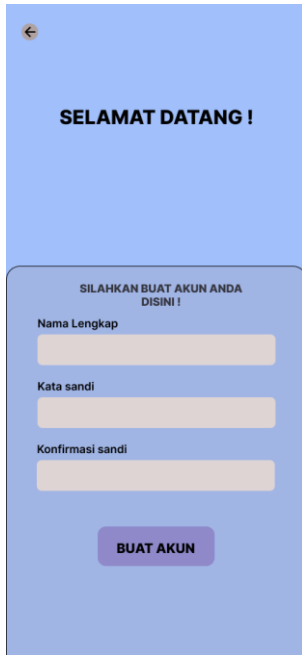 SELAMAT DATANG !
SILAHKAN BUAT AKUN ANDA
DISINI !
Nama Lengkap
Kata sandi
Konfirmasi sandi
BUAT AKUN